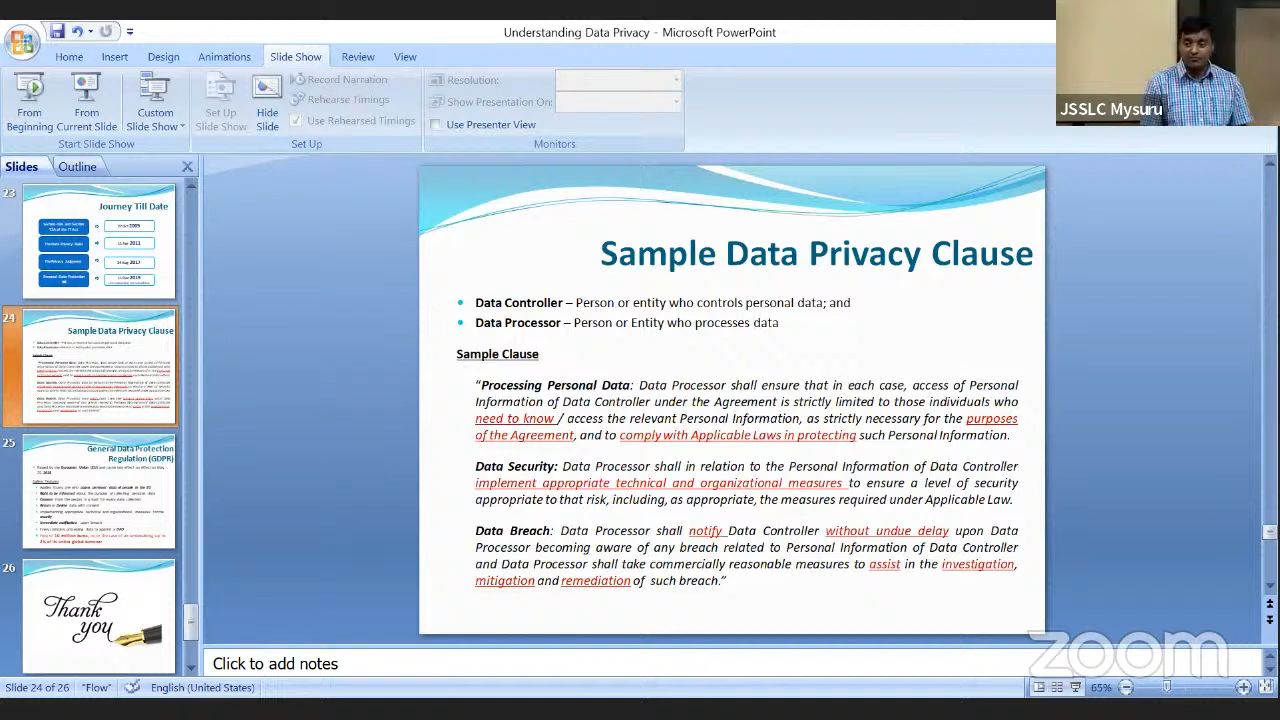 Understanding Data Privacy - Microsoft PowerPoint
Home Insert Design Animations Slide Show Review View
From Beginning
From Current Slide
Custom Slide Show
Start Slide Show
Set Up Slide Show
Hide Slide
Record Narration
Rehearse Timings
Use Rehearsed Timings
Set Up
Resolution:
Show Presentation On:
Use Presenter View
Monitors
JSSLC Mysuru
Slides Outline
23
Journey Till Date
2009
2011
2017
2019
24
Sample Data Privacy Clause
25
General Data Protection
Regulation (GDPR)
26
Thank
you
Sample Data Privacy Clause
Data Controller – Person or entity who controls personal data; and
Data Processor – Person or Entity who processes data
Sample Clause
Data: Data Processor shall ensure that in each case, access to Personal
Information of Data Controller under the Agreement is strictly limited to those individuals who
need to know / access the relevant Personal information, as strictly necessary for the purposes
of the Agreement, and to comply with Applicable Laws in protecting such Personal Information.
Data Processor shall in relation to the Personal Information of Data Controller
technical and organizational measures to ensure a level of security
that risk, including, as appropriate, the measures required under Applicable Law.
Data Processor shall notify Data Controller without undue delay upon Data
Processor becoming aware of any breach related to Personal Information of Data Controller
and Data Processor shall take commercially reasonable measures to assist in the investigation,
mitigation and remediation of such breach.”
Click to add notes
zoom
Slide 24 of 26 "Flow" English (United States) 65%